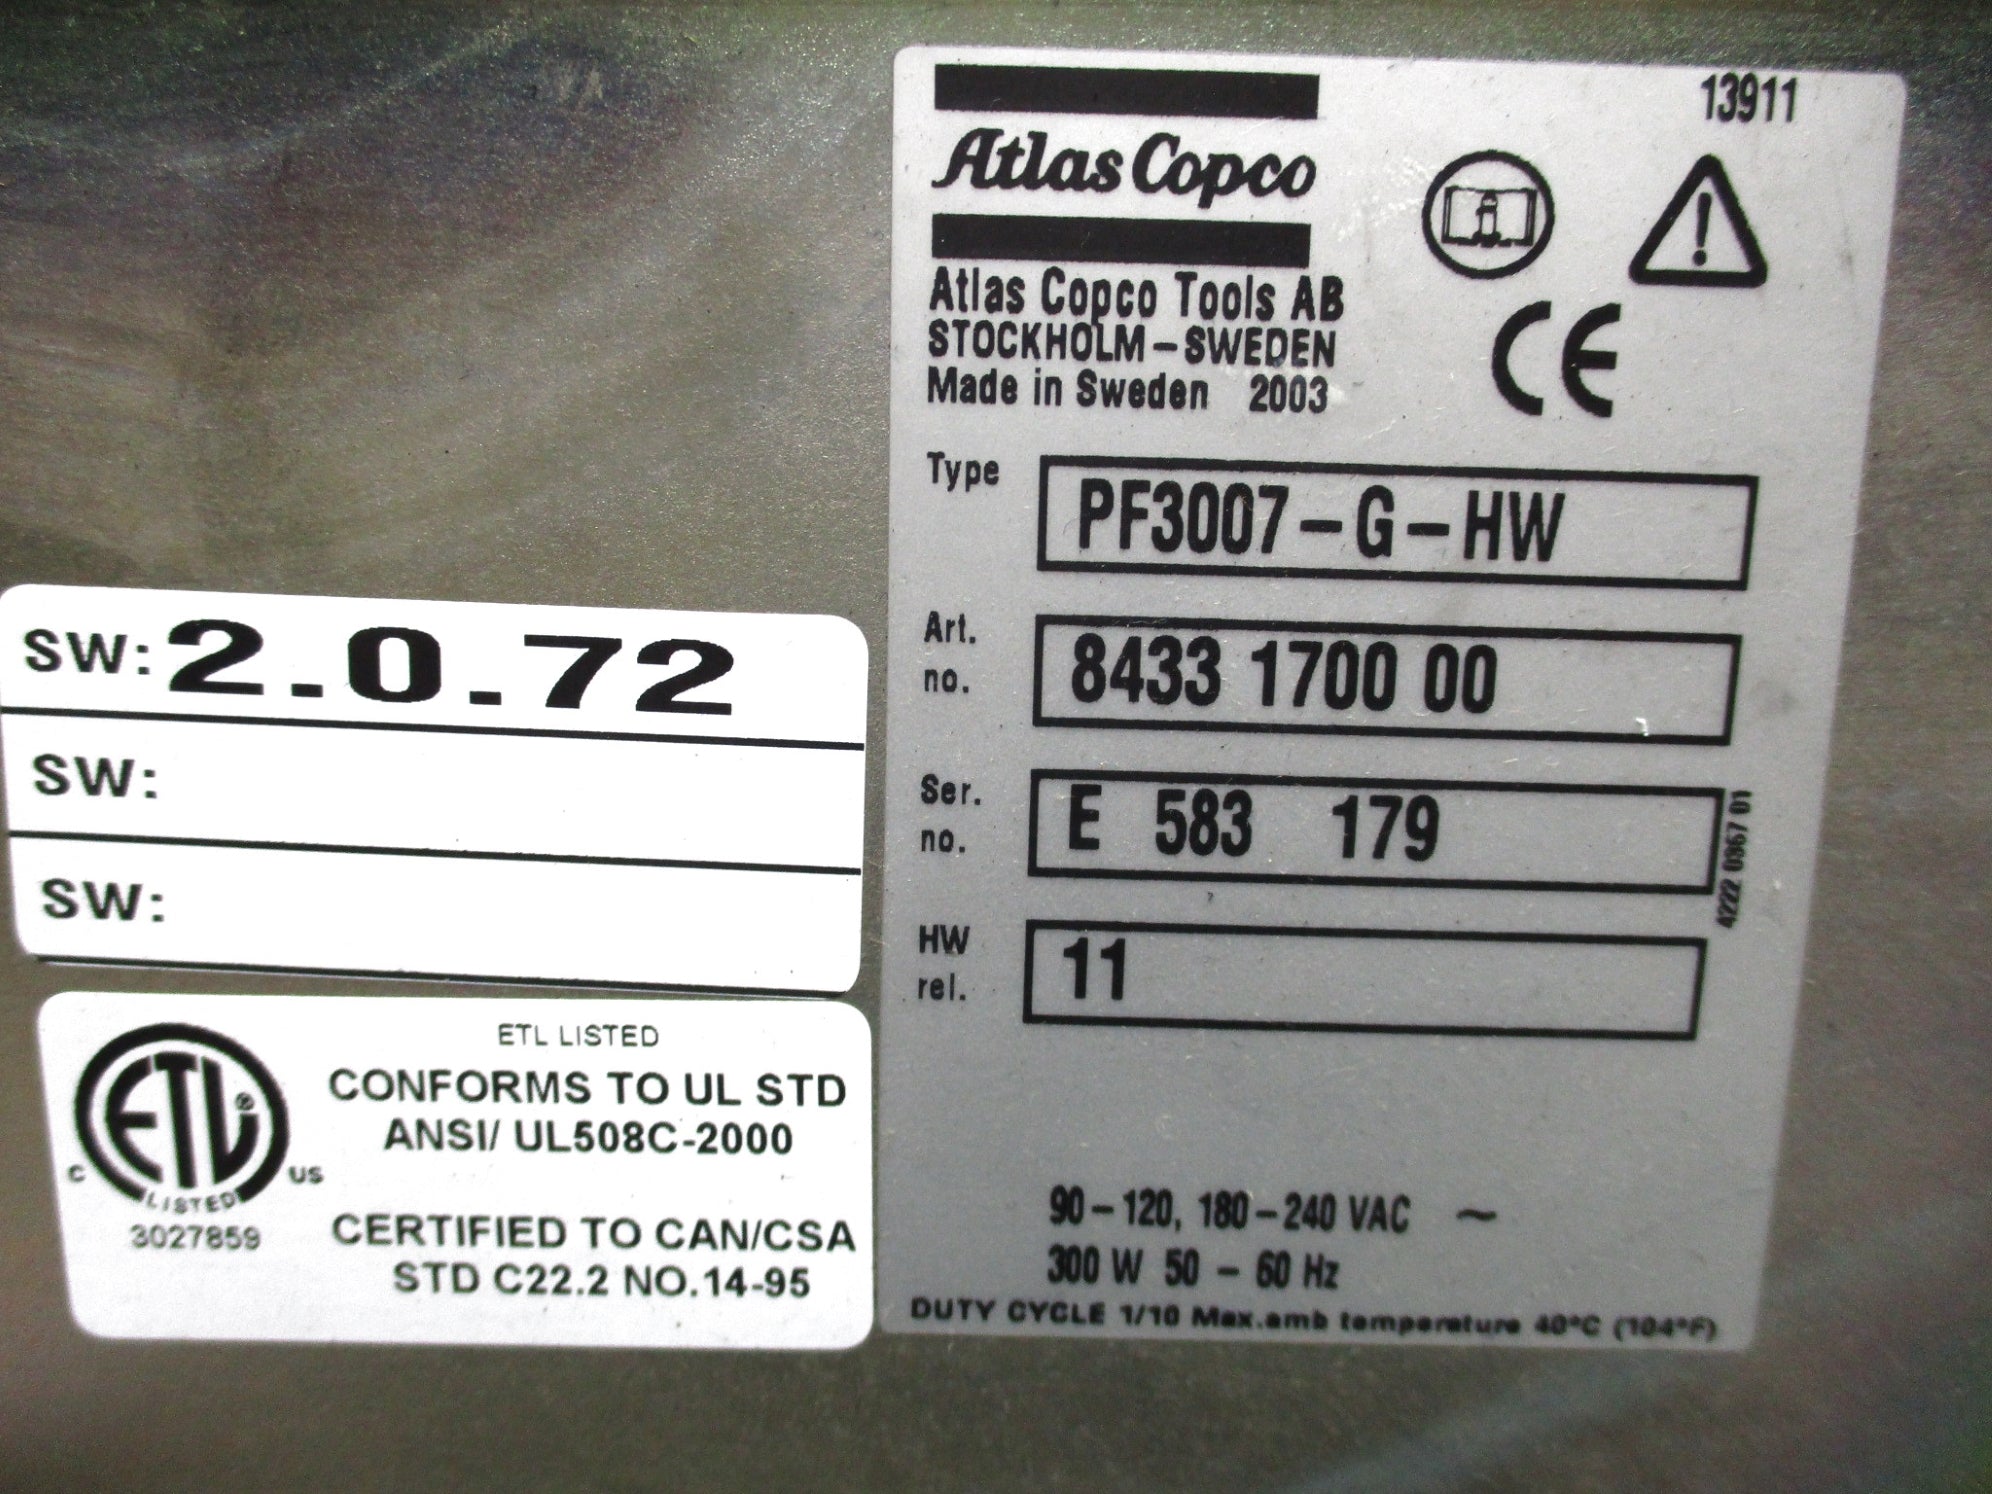 SW: 2.0.72
SW:
SW:
ETL LISTED
CONFORMS TO UL STD
ANSI/ UL508C-2000
CERTIFIED TO CAN/CSA
STD C22.2 NO.14-95
ETL®
LISTED
C US
3027859
13911
Atlas Copco
Atlas Copco Tools AB
STOCKHOLM – SWEDEN
Made in Sweden 2003
CE
Type PF3007-G-HW
Art. no. 8433 1700 00
Ser. no. E 583 179
4222 0367 01
HW rel. 11
90-120, 180-240 VAC ~
300 W 50 - 60 Hz
DUTY CYCLE 1/10 Max.amb temperature 40°C (104°F)